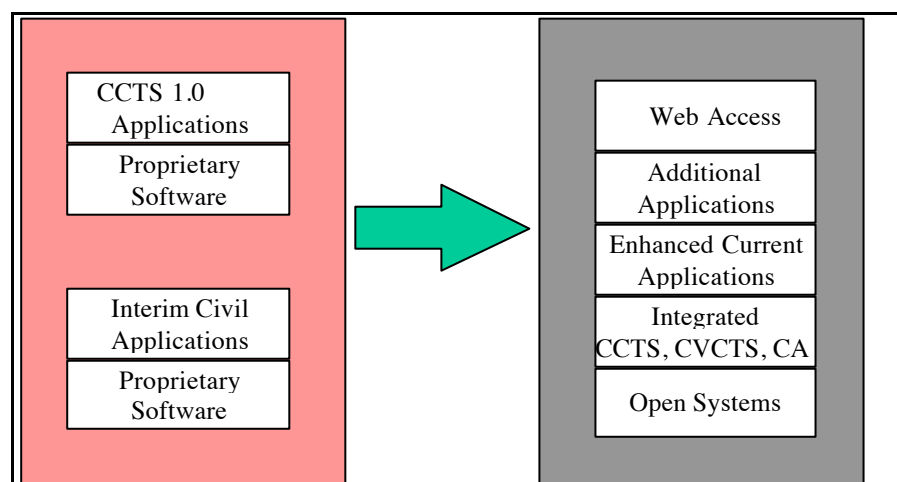 CCTS 1.0
Applications
Proprietary
Software
Interim Civil
Applications
Proprietary
Software
Web Access
Additional
Applications
Enhanced Current
Applications
Integrated
CCTS, CVCTS, CA
Open Systems